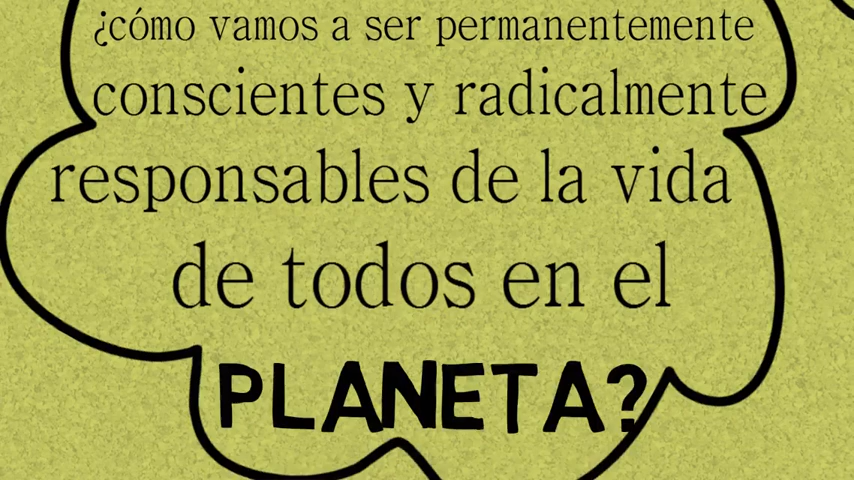 ¿cómo vamos a ser permanentemente
conscientes y radicalmente
responsables de la vida
de todos en el
PLANETA?